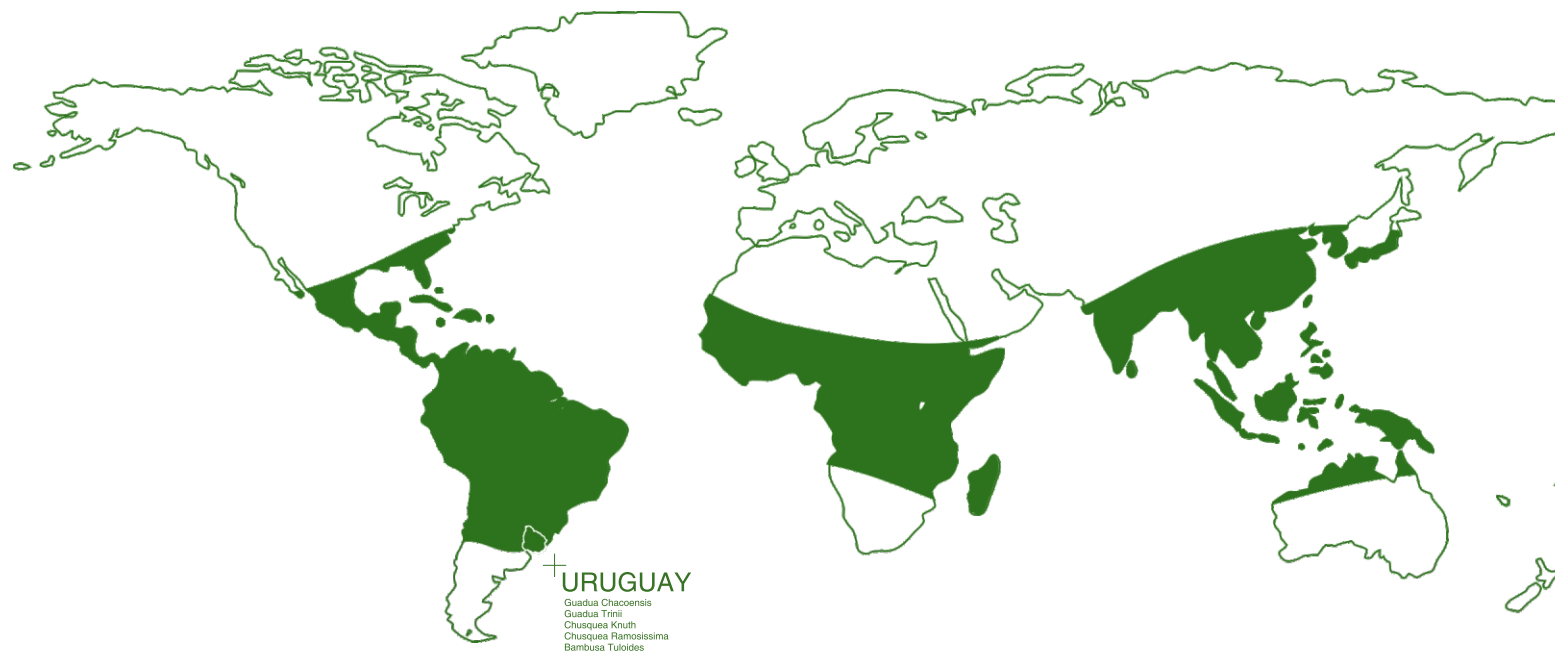 URUGUAY
Guadua Chacoensis
Guadua Trinii
Chusquea Knuth
Chusquea Ramosissima
Bambusa Tuloides